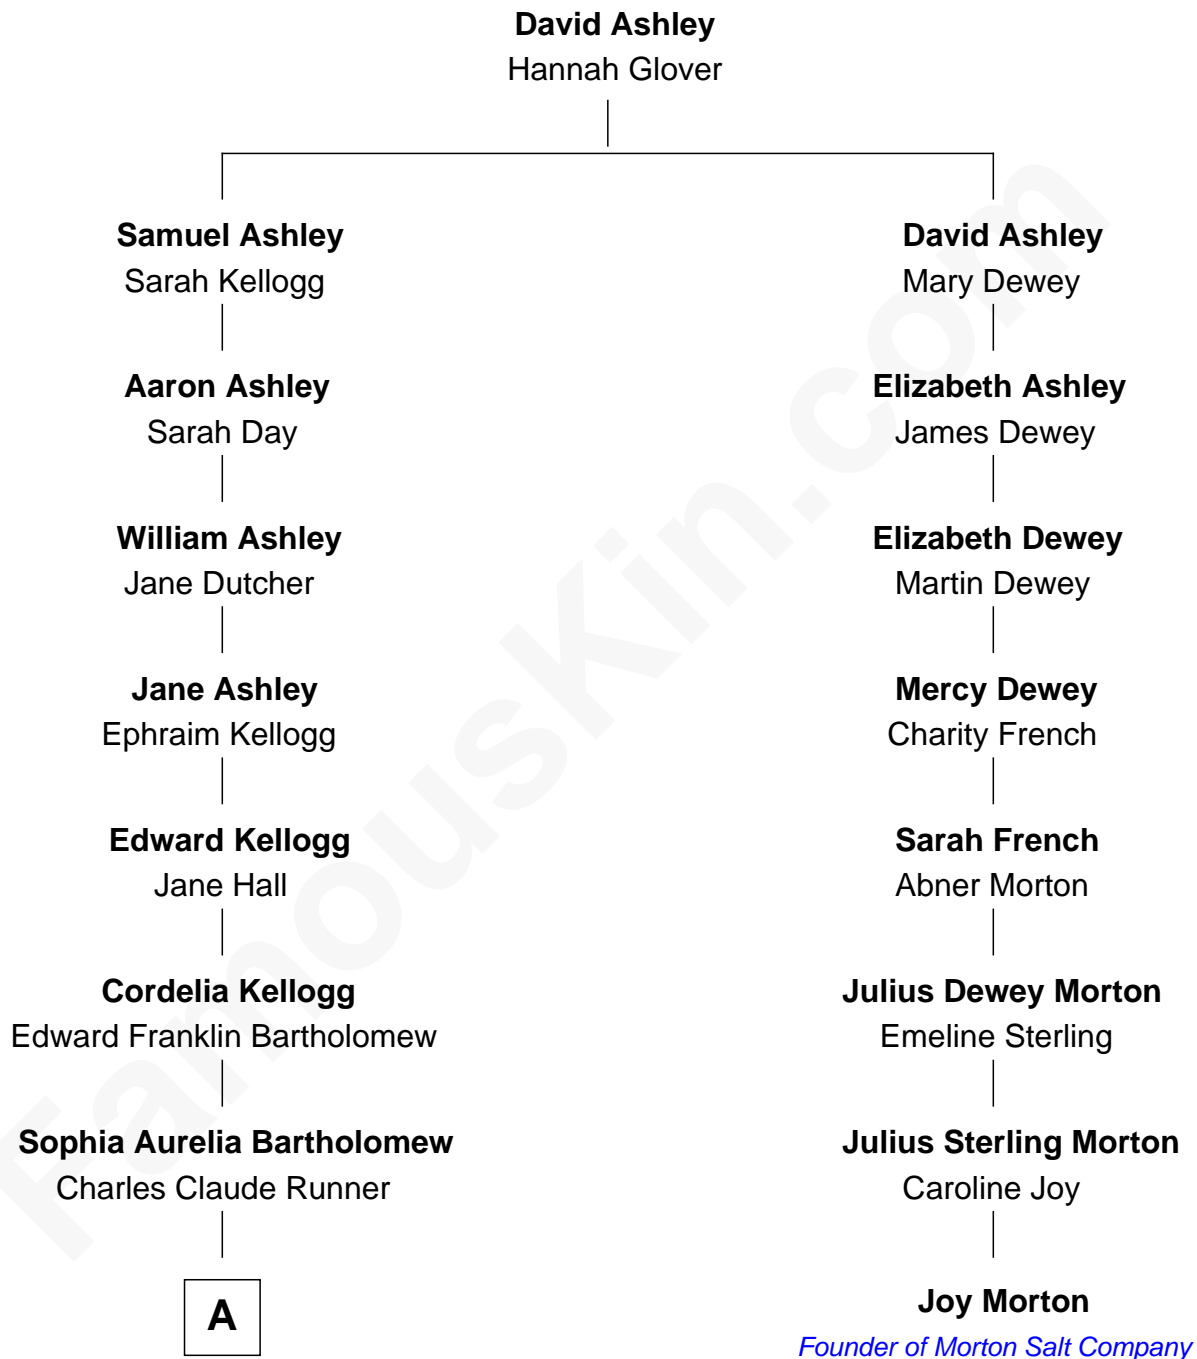 David Ashley
Hannah Glover
Samuel Ashley
Sarah Kellogg
Aaron Ashley
Sarah Day
William Ashley
Jane Dutcher
Jane Ashley
Ephraim Kellogg
Edward Kellogg
Jane Hall
Cordelia Kellogg
Edward Franklin Bartholomew
Sophia Aurelia Bartholomew
Charles Claude Runner
A
David Ashley
Mary Dewey
Elizabeth Ashley
James Dewey
Elizabeth Dewey
Martin Dewey
Mercy Dewey
Charity French
Sarah French
Abner Morton
Julius Dewey Morton
Emeline Sterling
Julius Sterling Morton
Caroline Joy
Joy Morton
Founder of Morton Salt Company
FamousKin.com